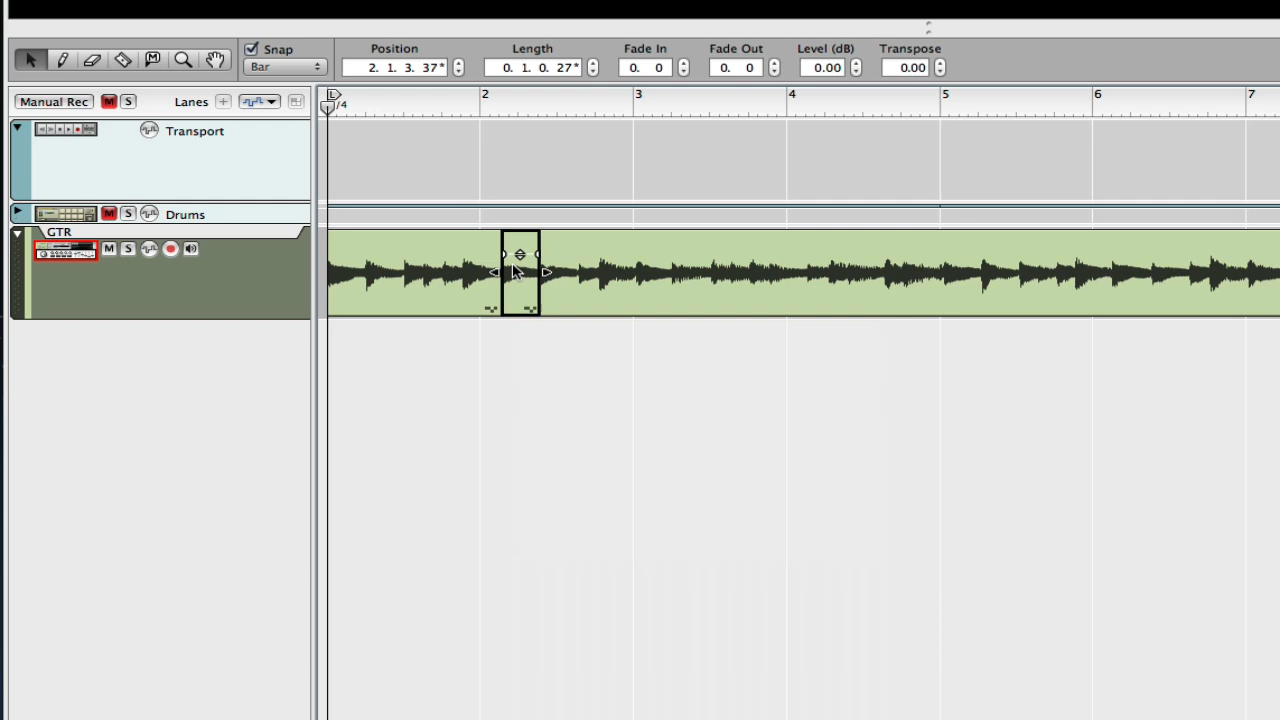 Snap
Position
Length
Fade In
Fade Out
Level (dB)
Transpose
Bar
2. 1. 3. 37*
0. 1. 0. 27*
0. 0
0. 0
0.00
0.00
Manual Rec
M
S
Lanes
L
/4
2
3
4
5
6
7
Transport
M
S
Drums
GTR
M
S